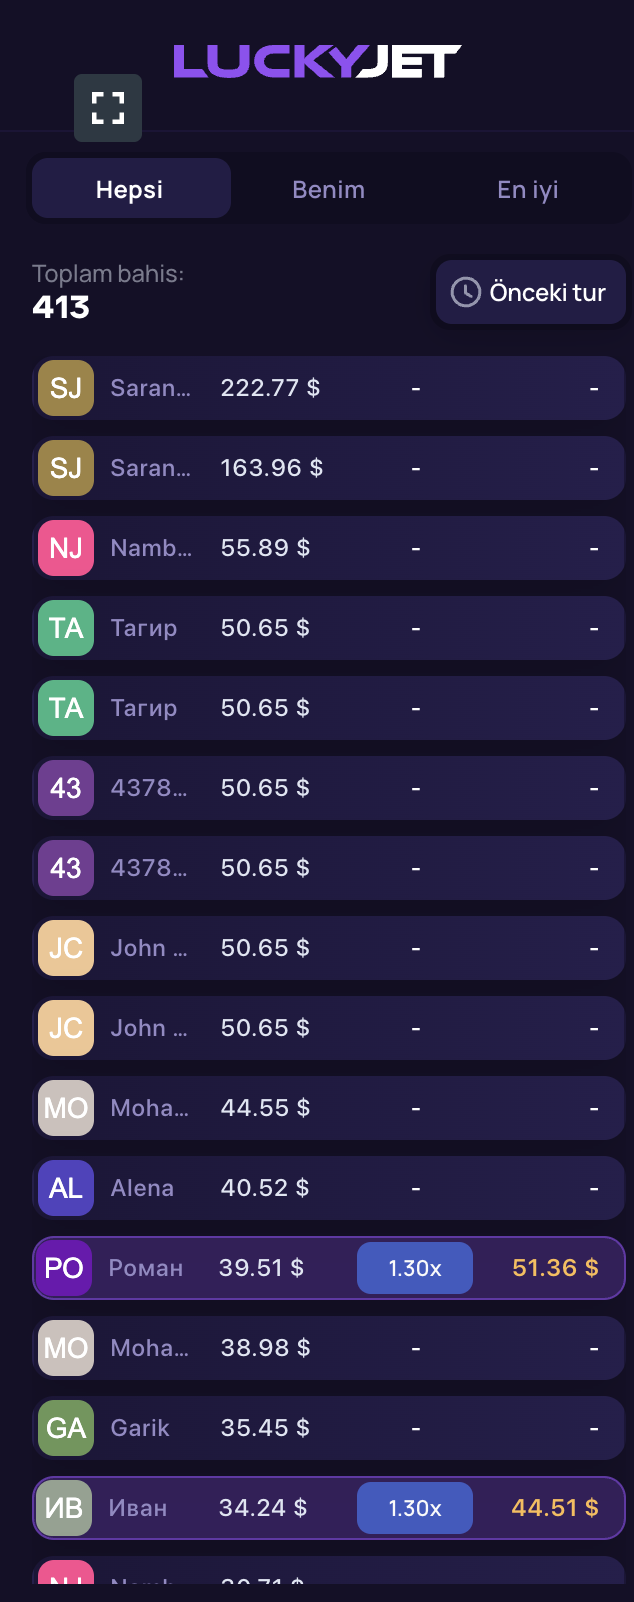 LUCKYJET
Hepsi Benim En iyi
Toplam bahis:
413
Önceki tur
SJ Saran... 222.77 $ - -
SJ Saran... 163.96 $ - -
NJ Namb... 55.89 $ - -
TA Тагир 50.65 $ - -
TA Тагир 50.65 $ - -
43 4378... 50.65 $ - -
43 4378... 50.65 $ - -
JC John ... 50.65 $ - -
JC John ... 50.65 $ - -
MO Moha... 44.55 $ - -
AL Alena 40.52 $ - -
РО Роман 39.51 $ 1.30x 51.36 $
MO Moha... 38.98 $ - -
GA Garik 35.45 $ - -
ИВ Иван 34.24 $ 1.30x 44.51 $